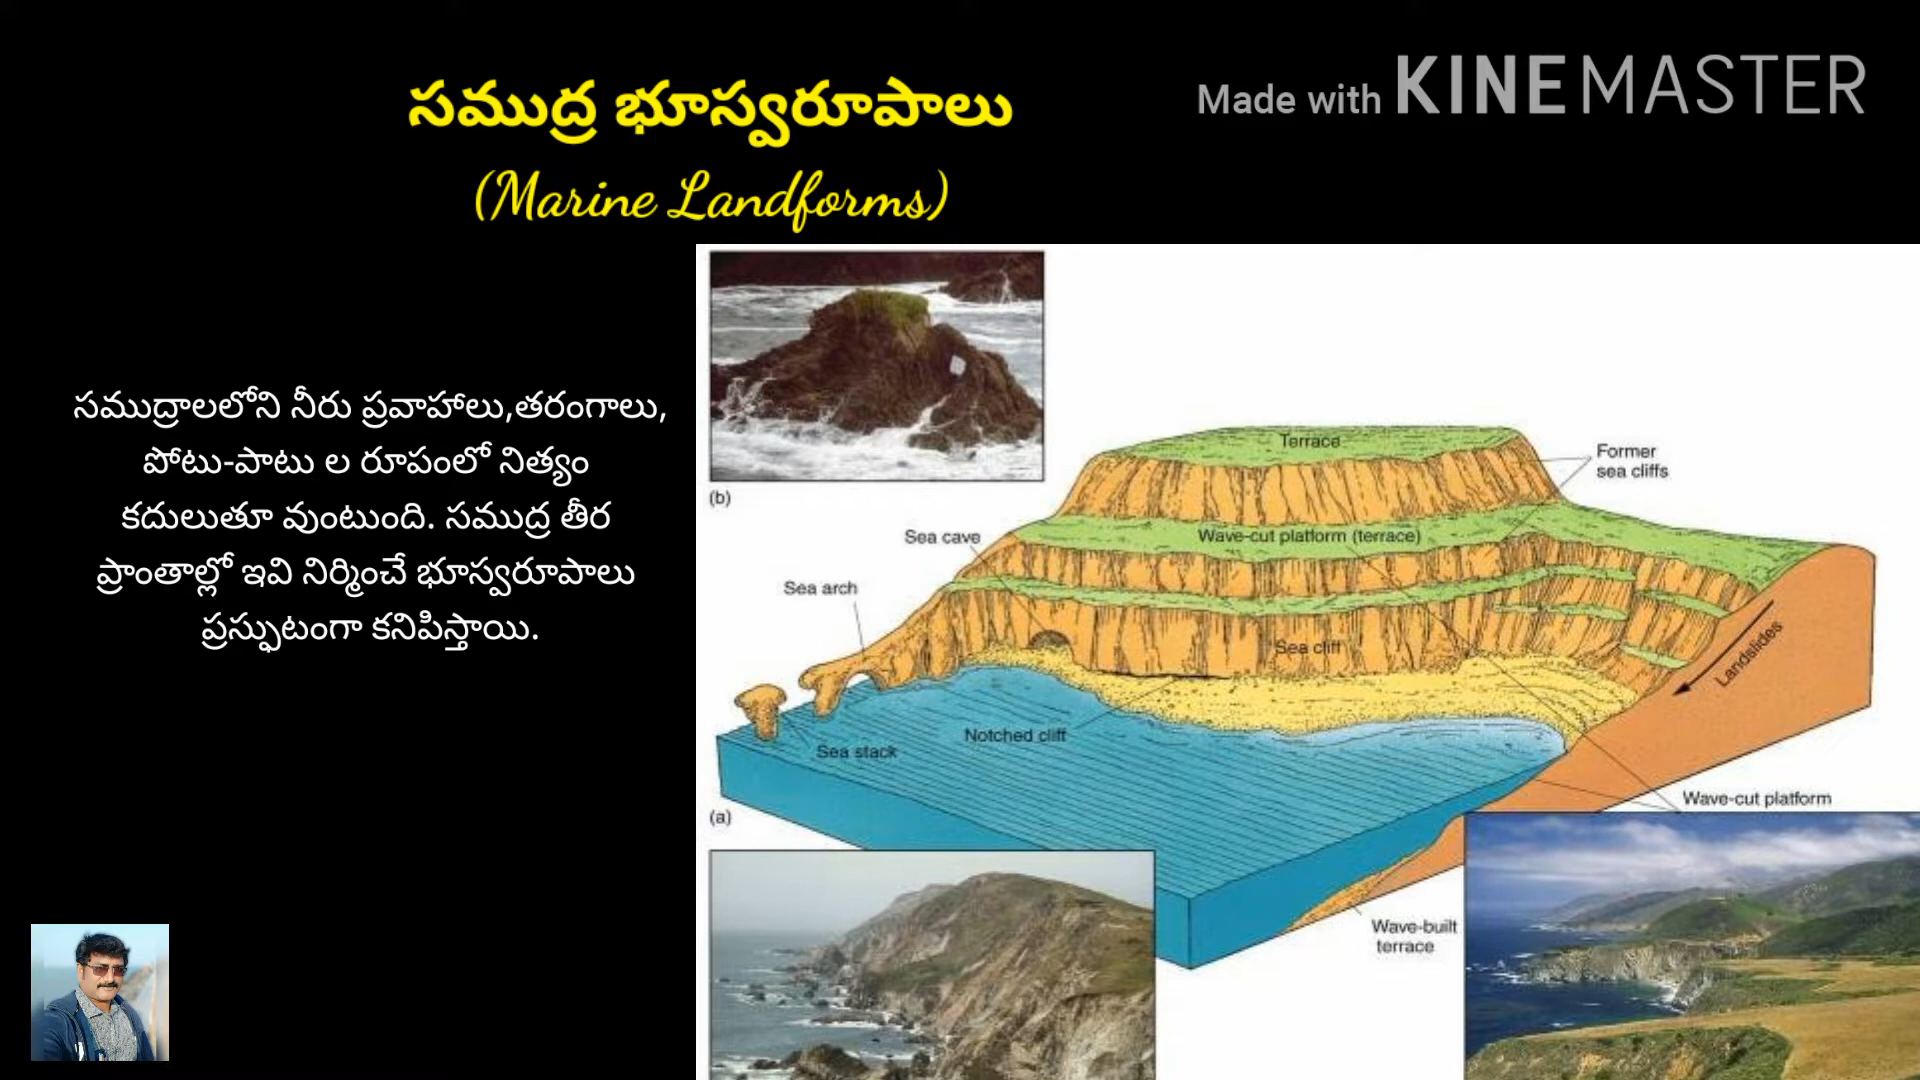 సముద్ర భూస్వరూపాలు
(Marine Landforms)
Made with KINEMASTER
సముద్రాలలోని నీరు ప్రవాహాలు,తరంగాలు,
పోటు-పాటు ల రూపంలో నిత్యం
కదులుతూ వుంటుంది. సముద్ర తీర
ప్రాంతాల్లో ఇవి నిర్మించే భూస్వరూపాలు
ప్రస్ఫుటంగా కనిపిస్తాయి.
(b)
Terrace
Former
sea cliffs
Sea cave
Wave-cut platform (terrace)
Sea arch
Sea cliff
Landslides
Notched cliff
Sea stack
Wave-cut platform
(a)
Wave-built
terrace